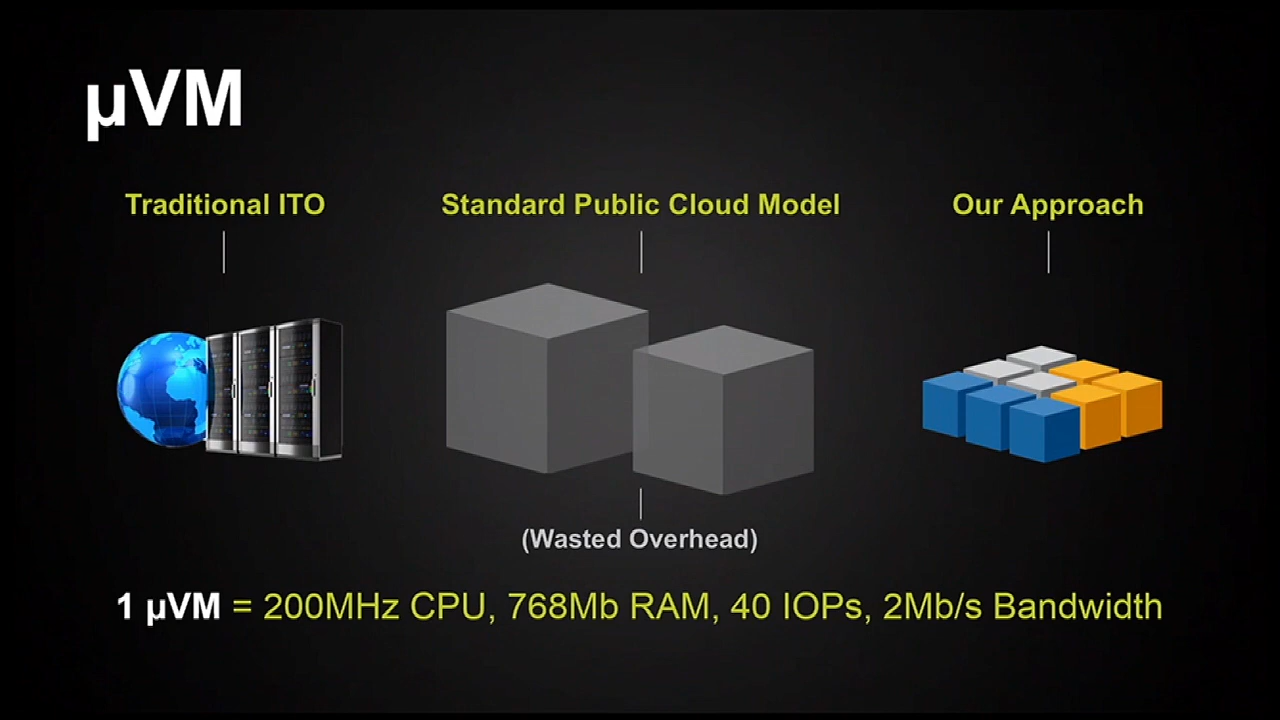 µVM
Traditional ITO
Standard Public Cloud Model
Our Approach
(Wasted Overhead)
1 µVM = 200MHz CPU, 768Mb RAM, 40 IOPs, 2Mb/s Bandwidth